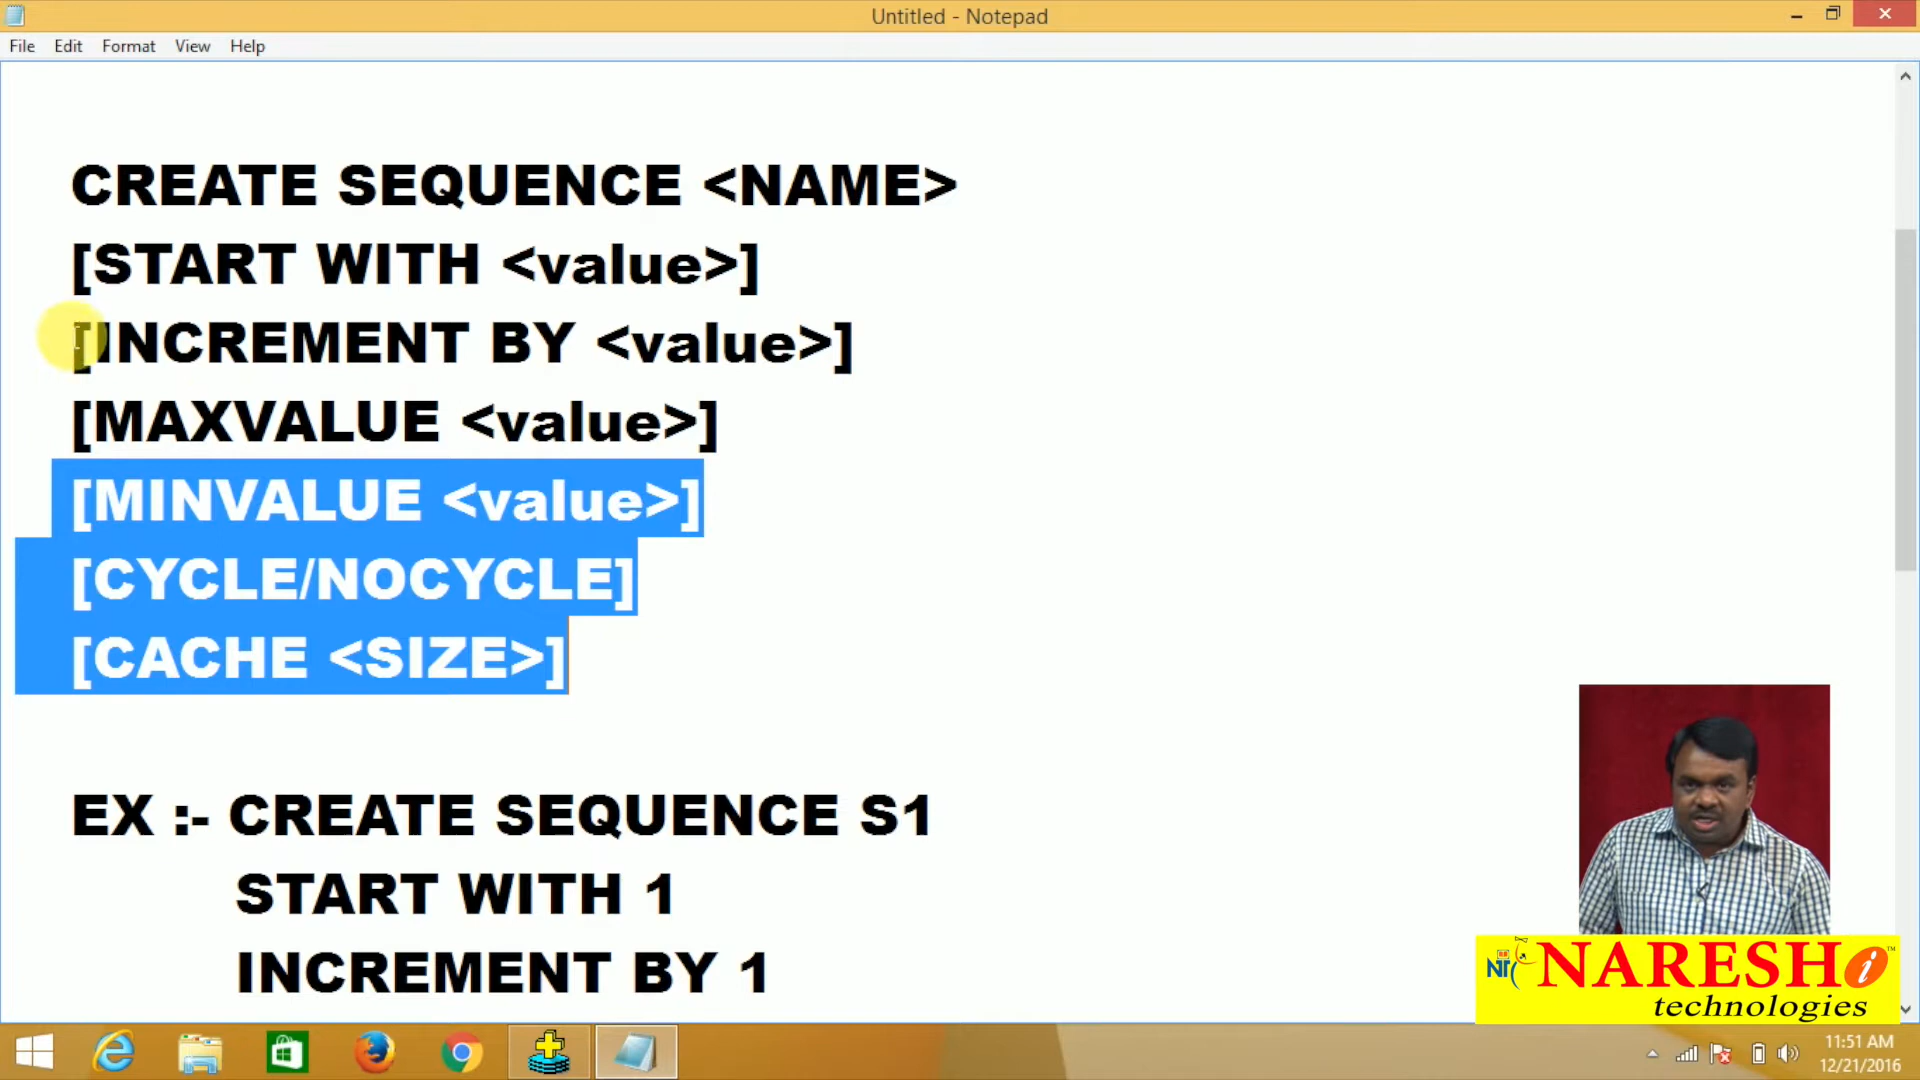 Untitled - Notepad
File Edit Format View Help
CREATE SEQUENCE <NAME>
[START WITH <value>]
[INCREMENT BY <value>]
[MAXVALUE <value>]
[MINVALUE <value>]
[CYCLE/NOCYCLE]
[CACHE <SIZE>]
EX :- CREATE SEQUENCE S1
START WITH 1
INCREMENT BY 1
NARESH i
technologies
11:51 AM
12/21/2016